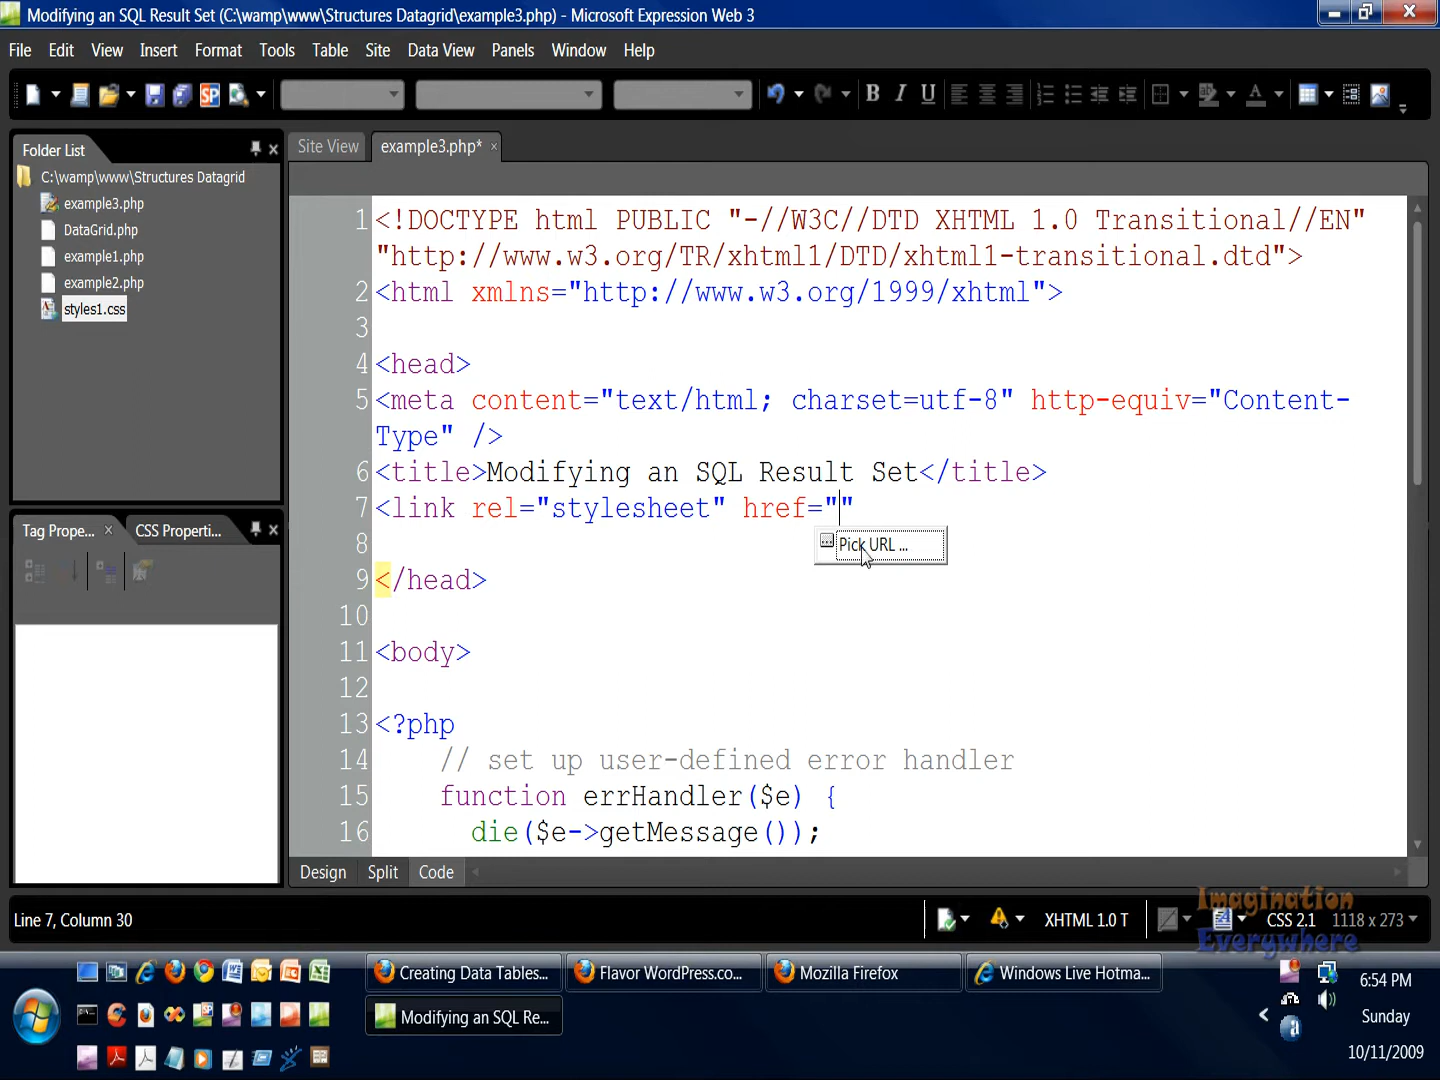 Modifying an SQL Result Set (C:\wamp\www\Structures Datagrid\example3.php) - Microsoft Expression Web 3
File Edit View Insert Format Tools Table Site Data View Panels Window Help
SP B I U A
Folder List
C:\wamp\www\Structures Datagrid
example3.php
DataGrid.php
example1.php
example2.php
styles1.css
Tag Prope... CSS Properti...
Site View example3.php*
1 <!DOCTYPE html PUBLIC "-//W3C//DTD XHTML 1.0 Transitional//EN"
"http://www.w3.org/TR/xhtml1/DTD/xhtml1-transitional.dtd">
2 <html xmlns="http://www.w3.org/1999/xhtml">
3
4 <head>
5 <meta content="text/html; charset=utf-8" http-equiv="Content-
Type" />
6 <title>Modifying an SQL Result Set</title>
7 <link rel="stylesheet" href=""
Pick URL ...
8
9 </head>
10
11 <body>
12
13 <?php
14 // set up user-defined error handler
15 function errHandler($e) {
16 die($e->getMessage());
Design Split Code
Line 7, Column 30
XHTML 1.0 T CSS 2.1 1118 x 273
Imagination
Everywhere
Creating Data Tables... Flavor WordPress.co... Mozilla Firefox Windows Live Hotma...
Modifying an SQL Re...
6:54 PM
Sunday
10/11/2009